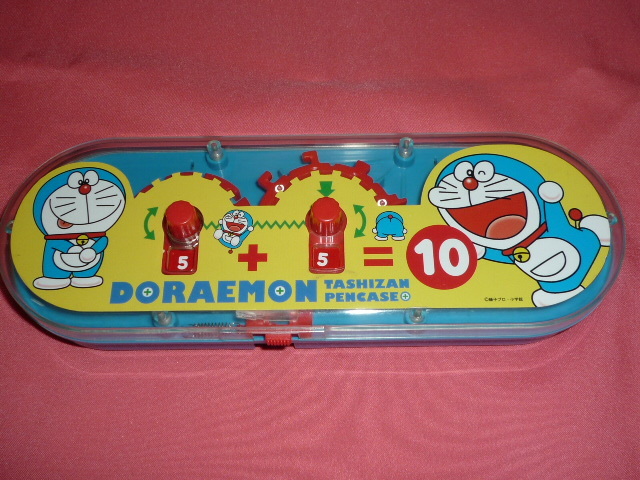 5 + 5 = 10
DORAEMON TASHIZAN
PENCASE